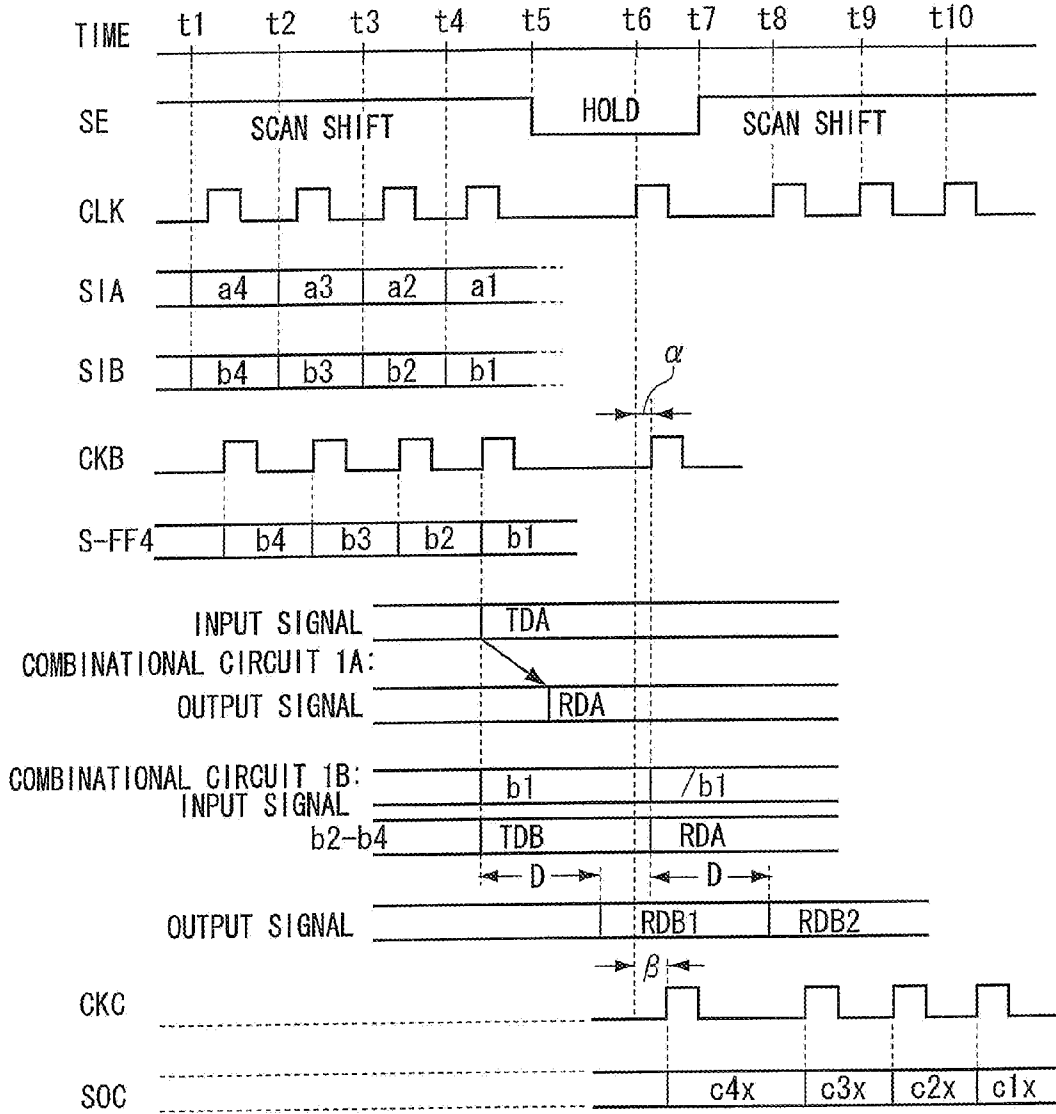 TIME t1 t2 t3 t4 t5 t6 t7 t8 t9 t10
SE SCAN SHIFT HOLD SCAN SHIFT
CLK
SIA a4 a3 a2 a1
SIB b4 b3 b2 b1
α
CKB
S-FF4 b4 b3 b2 b1
INPUT SIGNAL TDA
COMBINATIONAL CIRCUIT 1A:
OUTPUT SIGNAL RDA
COMBINATIONAL CIRCUIT 1B: b1 /b1
INPUT SIGNAL
b2-b4 TDB RDA
D D
OUTPUT SIGNAL RDB1 RDB2
β
CKC
SOC c4x c3x c2x c1x